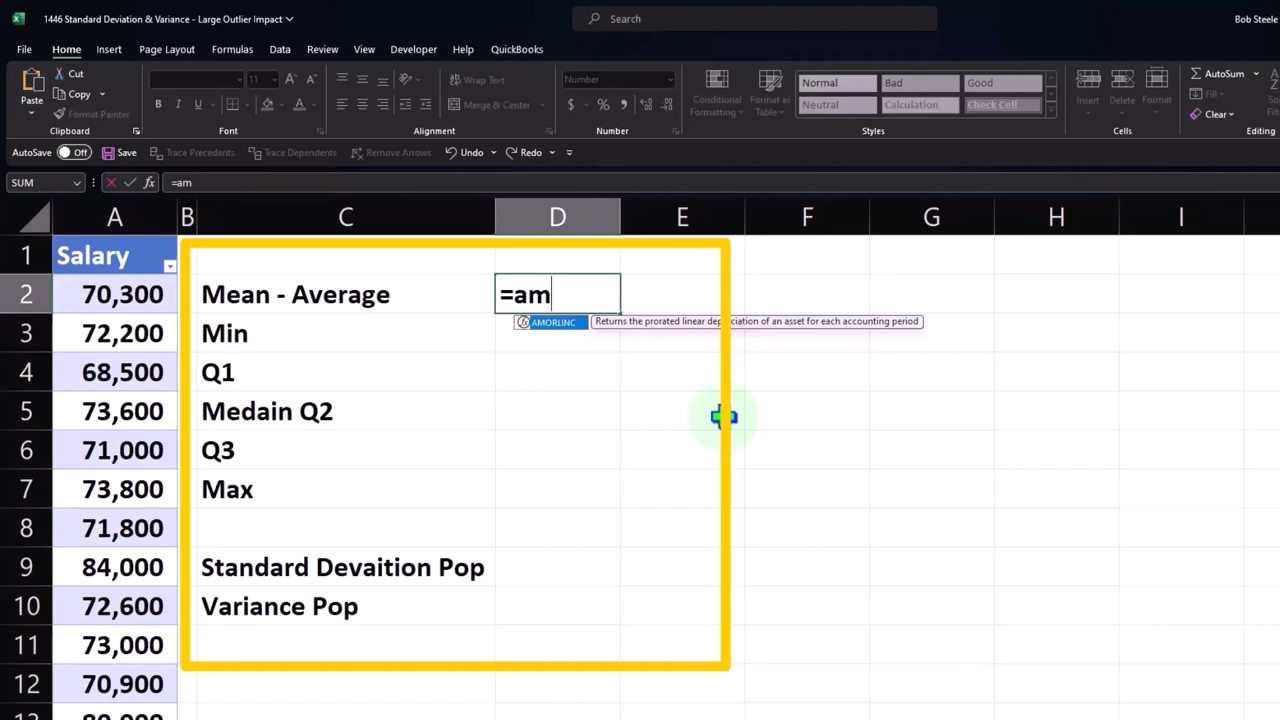 1446 Standard Deviation & Variance - Large Outlier Impact
Search
Bob Steele
File Home Insert Page Layout Formulas Data Review View Developer Help QuickBooks
Paste
Cut
Copy
Format Painter
Clipboard
11
Font
Wrap Text
Merge & Center
Alignment
Number
Number
Conditional Formatting
Format as Table
Normal Bad Good
Neutral Calculation Check Cell
Styles
Insert Delete Format
Cells
AutoSum
Fill
Clear
Editing
AutoSave Off Save Trace Precedents Trace Dependents Remove Arrows Undo Redo
SUM fx =am
A B C D E F G H I
1 Salary
2 70,300 Mean - Average =am
AMORLINC Returns the prorated linear depreciation of an asset for each accounting period
3 72,200 Min
4 68,500 Q1
5 73,600 Medain Q2
6 71,000 Q3
7 73,800 Max
8 71,800
9 84,000 Standard Devaition Pop
10 72,600 Variance Pop
11 73,000
12 70,900